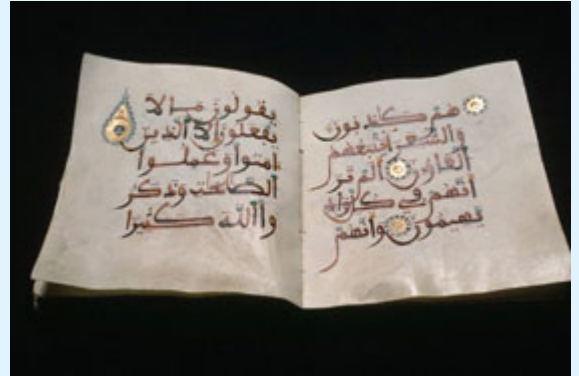 هم كذبون
والشعرا يتبعهم
الغاون الم تر
انهم في كل واد
يهيمون وانهم
يقولون ما لا
يفعلون الا الذين
امنوا وعملوا
الصلحت وذكر
وا الله كثيرا